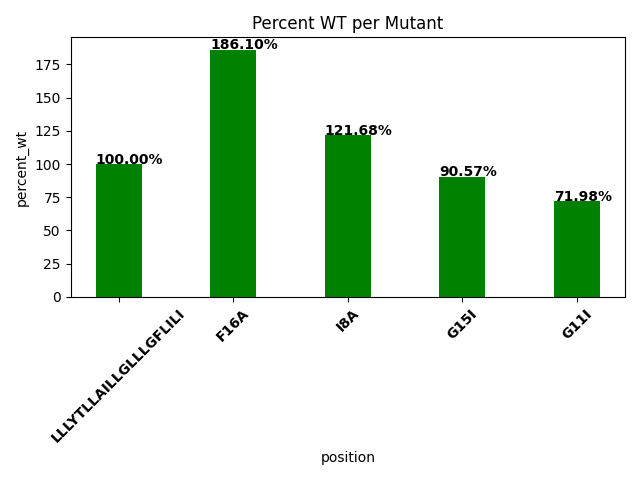 Percent WT per Mutant
percent_wt
175
150
125
100
75
50
25
0
100.00%
186.10%
121.68%
90.57%
71.98%
LLLYTLLAILLGLLLGFLILI
F16A
I8A
G15I
G11I
position